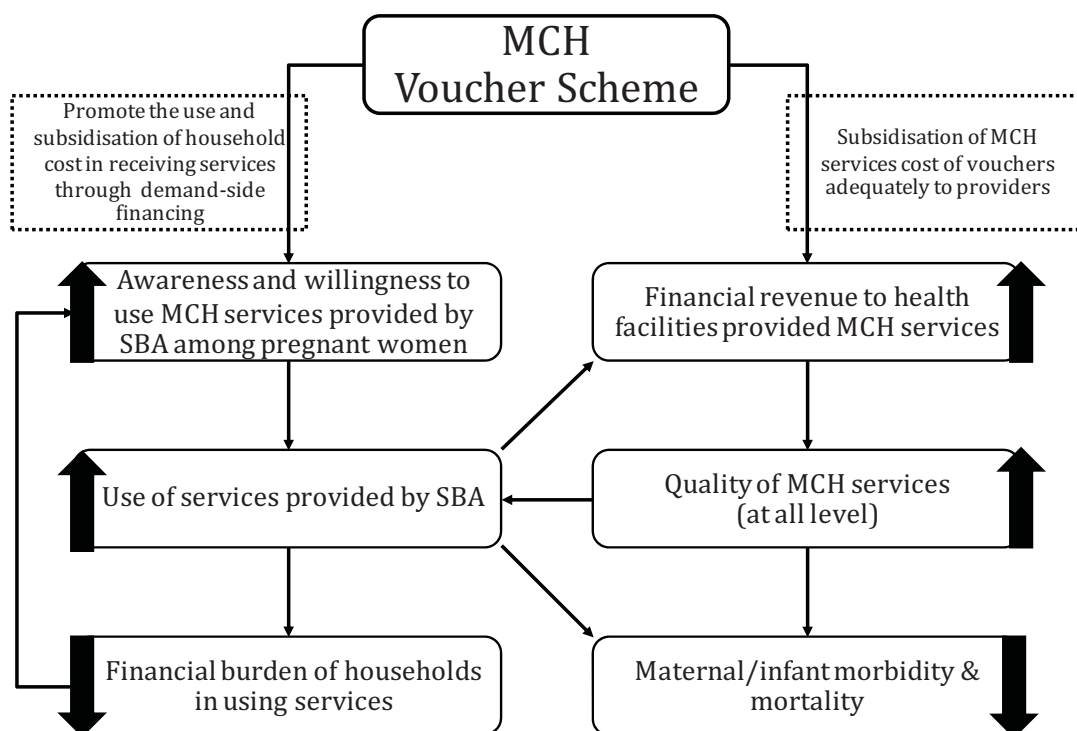 MCH
Voucher Scheme
Promote the use and
subsidisation of household
cost in receiving services
through demand-side
financing
Subsidisation of MCH
services cost of vouchers
adequately to providers
Awareness and willingness to
use MCH services provided by
SBA among pregnant women
Financial revenue to health
facilities provided MCH services
Use of services provided by SBA
Quality of MCH services
(at all level)
Financial burden of households
in using services
Maternal/infant morbidity &
mortality